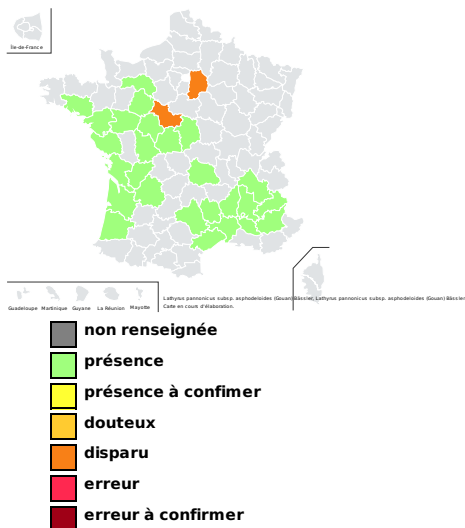 Île-de-France
Guadeloupe Martinique Guyane La Réunion Mayotte
Lathyrus pannonicus subsp. asphodeloides (Gouan) Bässler, Lathyrus pannonicus subsp. asphodeloides (Gouan) Bässler
Carte en cours d'élaboration.
non renseignée
présence
présence à confimer
douteux
disparu
erreur
erreur à confirmer